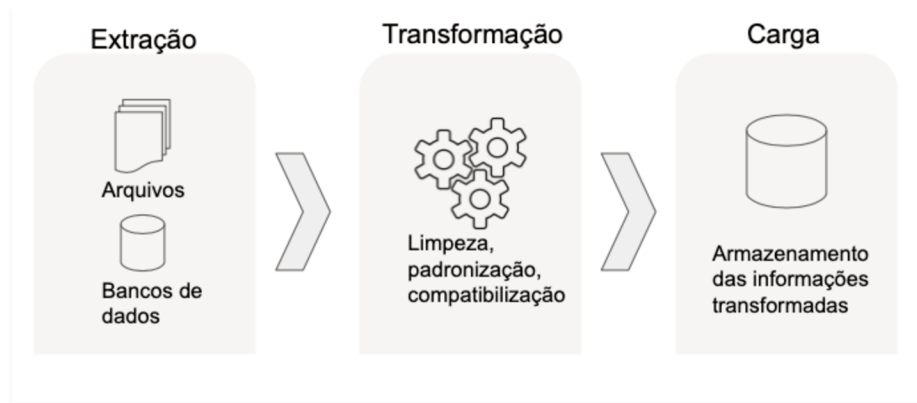 Extração
Arquivos
Bancos de
dados
Transformação
Limpeza,
padronização,
compatibilização
Carga
Armazenamento
das informações
transformadas